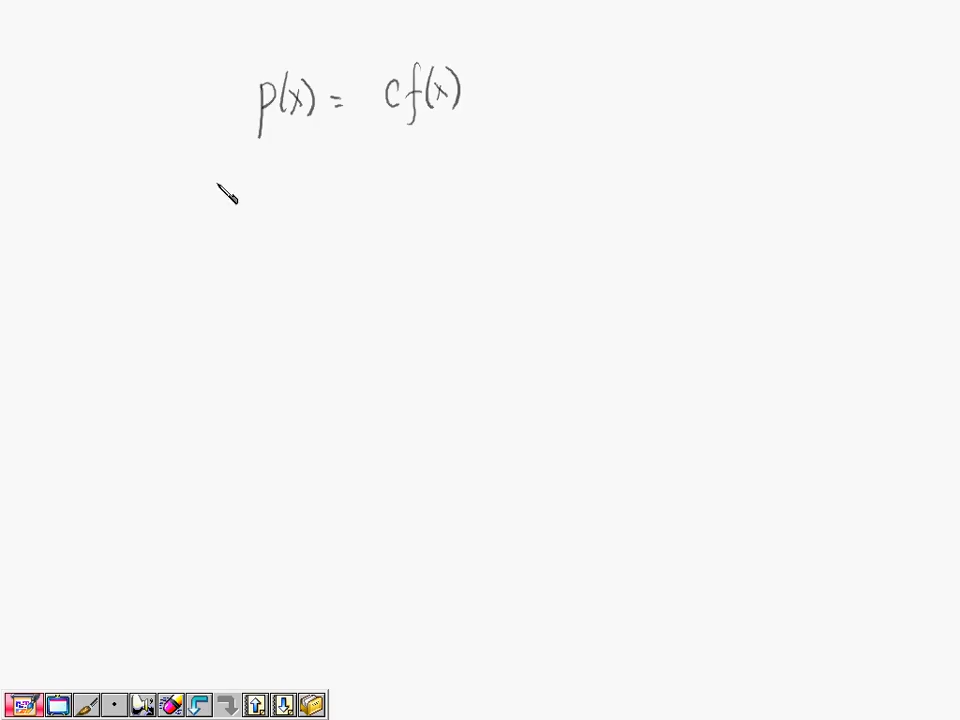 p(x) = cf(x)